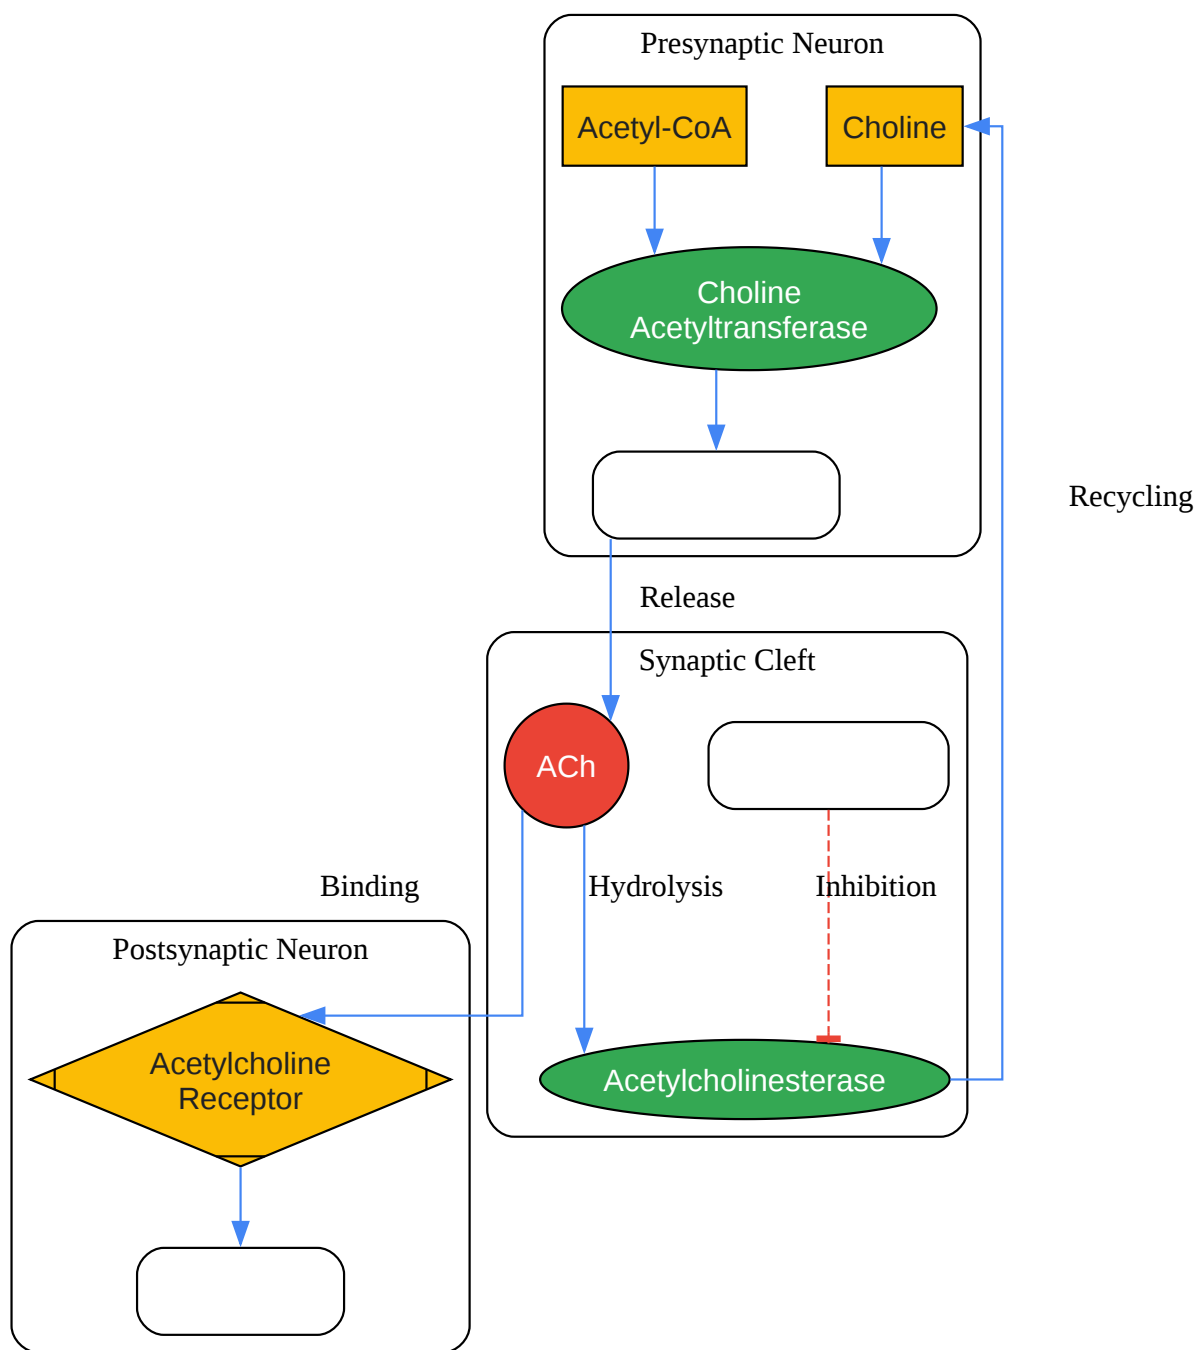 Presynaptic Neuron
Acetyl-CoA
Choline
Choline
Acetyltransferase
Recycling
Release
Synaptic Cleft
ACh
Binding
Hydrolysis
Inhibition
Postsynaptic Neuron
Acetylcholine
Receptor
Acetylcholinesterase